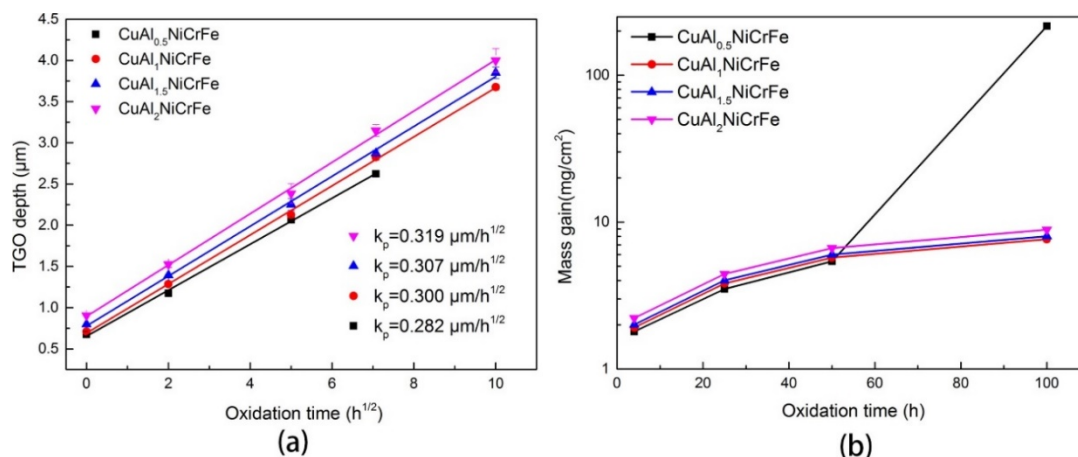 4.5
4.0
3.5
3.0
2.5
2.0
1.5
1.0
0.5
TGO depth (μm)
CuAl0.5NiCrFe
CuAl1NiCrFe
CuAl1.5NiCrFe
CuAl2NiCrFe
kp=0.319 μm/h1/2
kp=0.307 μm/h1/2
kp=0.300 μm/h1/2
kp=0.282 μm/h1/2
0 2 4 6 8 10
Oxidation time (h1/2)
(a)
100
10
1
Mass gain(mg/cm2)
CuAl0.5NiCrFe
CuAl1NiCrFe
CuAl1.5NiCrFe
CuAl2NiCrFe
0 20 40 60 80 100
Oxidation time (h)
(b)